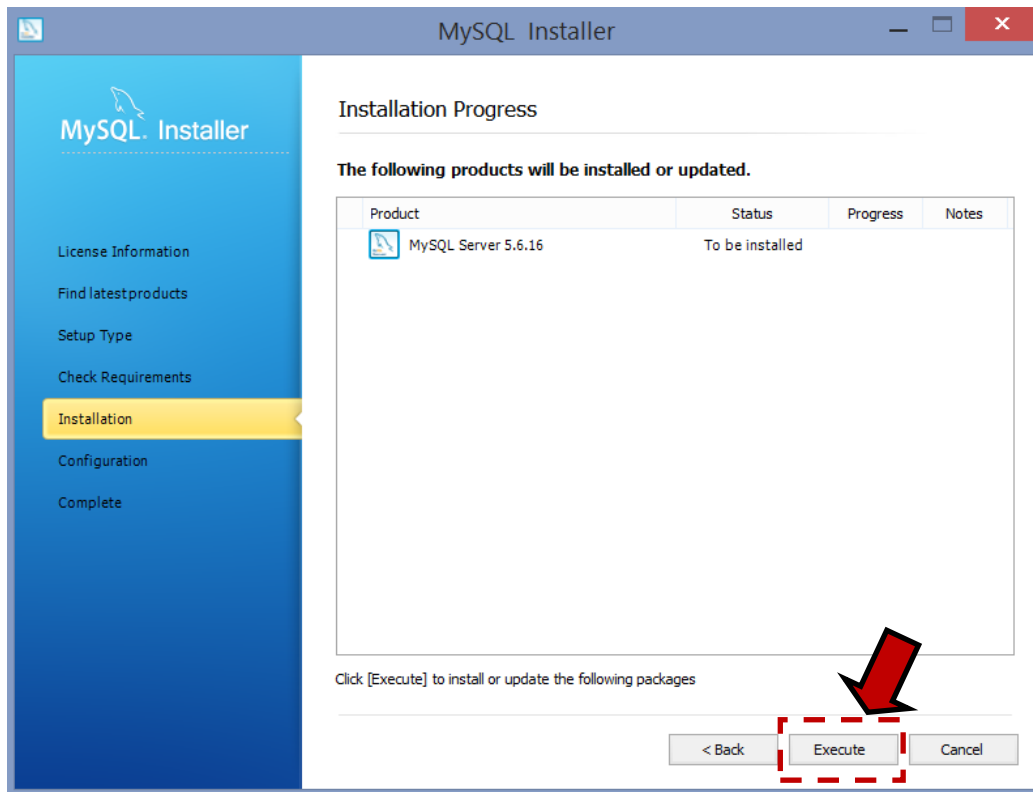 MySQL Installer
MySQL. Installer
License Information
Find latestproducts
Setup Type
Check Requirements
Installation
Configuration
Complete
Installation Progress
The following products will be installed or updated.
Product Status Progress Notes
MySQL Server 5.6.16 To be installed
Click [Execute] to install or update the following packages
< Back Execute Cancel